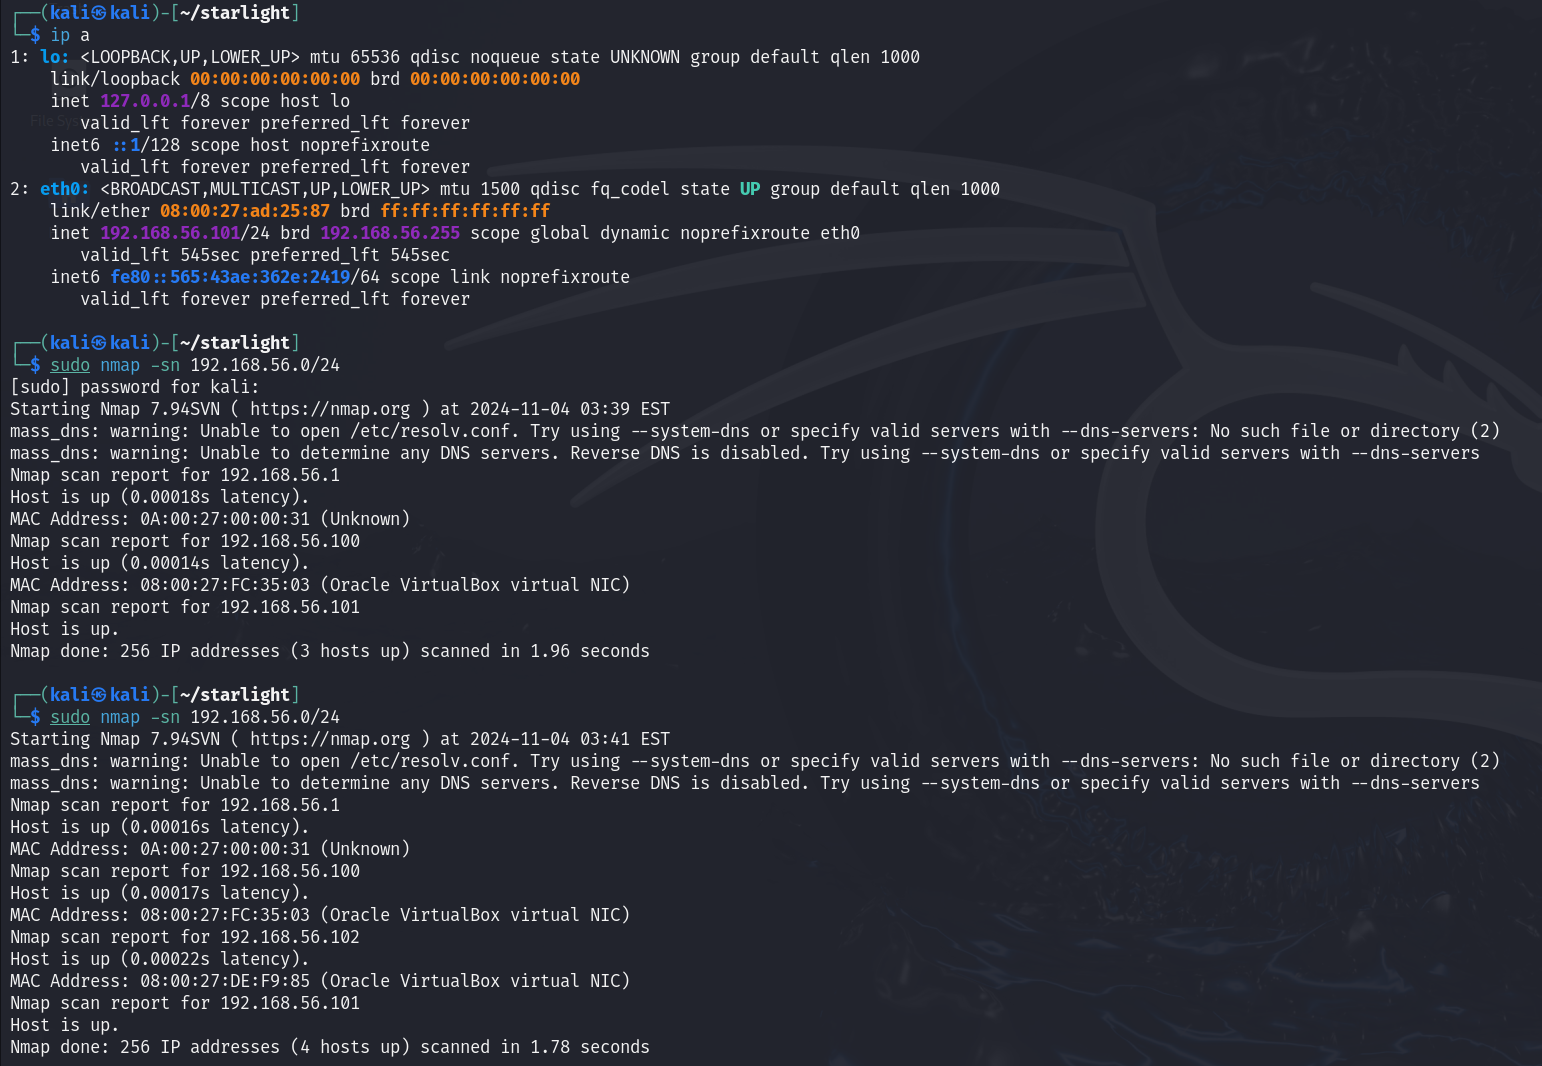 ┌──(kali㉿kali)-[~/starlight]
└─$ ip a
1: lo: <LOOPBACK,UP,LOWER_UP> mtu 65536 qdisc noqueue state UNKNOWN group default qlen 1000
    link/loopback 00:00:00:00:00:00 brd 00:00:00:00:00:00
    inet 127.0.0.1/8 scope host lo
       valid_lft forever preferred_lft forever
    inet6 ::1/128 scope host noprefixroute
       valid_lft forever preferred_lft forever
2: eth0: <BROADCAST,MULTICAST,UP,LOWER_UP> mtu 1500 qdisc fq_codel state UP group default qlen 1000
    link/ether 08:00:27:ad:25:87 brd ff:ff:ff:ff:ff:ff
    inet 192.168.56.101/24 brd 192.168.56.255 scope global dynamic noprefixroute eth0
       valid_lft 545sec preferred_lft 545sec
    inet6 fe80::565:43ae:362e:2419/64 scope link noprefixroute
       valid_lft forever preferred_lft forever

┌──(kali㉿kali)-[~/starlight]
└─$ sudo nmap -sn 192.168.56.0/24
[sudo] password for kali:
Starting Nmap 7.94SVN ( https://nmap.org ) at 2024-11-04 03:39 EST
mass_dns: warning: Unable to open /etc/resolv.conf. Try using --system-dns or specify valid servers with --dns-servers: No such file or directory (2)
mass_dns: warning: Unable to determine any DNS servers. Reverse DNS is disabled. Try using --system-dns or specify valid servers with --dns-servers
Nmap scan report for 192.168.56.1
Host is up (0.00018s latency).
MAC Address: 0A:00:27:00:00:31 (Unknown)
Nmap scan report for 192.168.56.100
Host is up (0.00014s latency).
MAC Address: 08:00:27:FC:35:03 (Oracle VirtualBox virtual NIC)
Nmap scan report for 192.168.56.101
Host is up.
Nmap done: 256 IP addresses (3 hosts up) scanned in 1.96 seconds

┌──(kali㉿kali)-[~/starlight]
└─$ sudo nmap -sn 192.168.56.0/24
Starting Nmap 7.94SVN ( https://nmap.org ) at 2024-11-04 03:41 EST
mass_dns: warning: Unable to open /etc/resolv.conf. Try using --system-dns or specify valid servers with --dns-servers: No such file or directory (2)
mass_dns: warning: Unable to determine any DNS servers. Reverse DNS is disabled. Try using --system-dns or specify valid servers with --dns-servers
Nmap scan report for 192.168.56.1
Host is up (0.00016s latency).
MAC Address: 0A:00:27:00:00:31 (Unknown)
Nmap scan report for 192.168.56.100
Host is up (0.00017s latency).
MAC Address: 08:00:27:FC:35:03 (Oracle VirtualBox virtual NIC)
Nmap scan report for 192.168.56.102
Host is up (0.00022s latency).
MAC Address: 08:00:27:DE:F9:85 (Oracle VirtualBox virtual NIC)
Nmap scan report for 192.168.56.101
Host is up.
Nmap done: 256 IP addresses (4 hosts up) scanned in 1.78 seconds